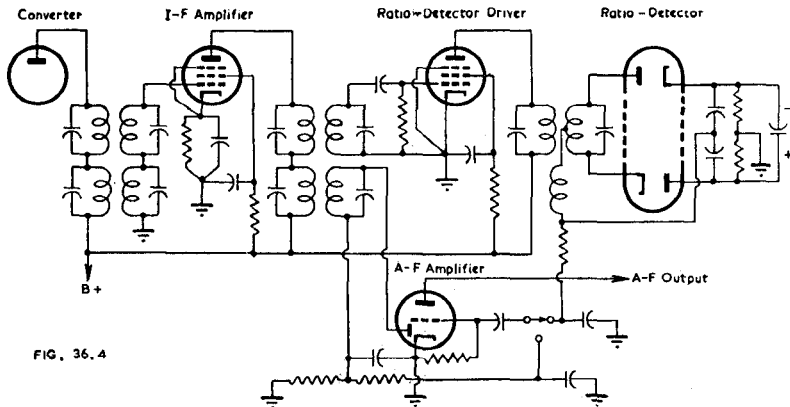 Converter
I-F Amplifier
Ratio-Detector Driver
Ratio-Detector
-
+
B+
A-F Amplifier
A-F Output
FIG. 36.4